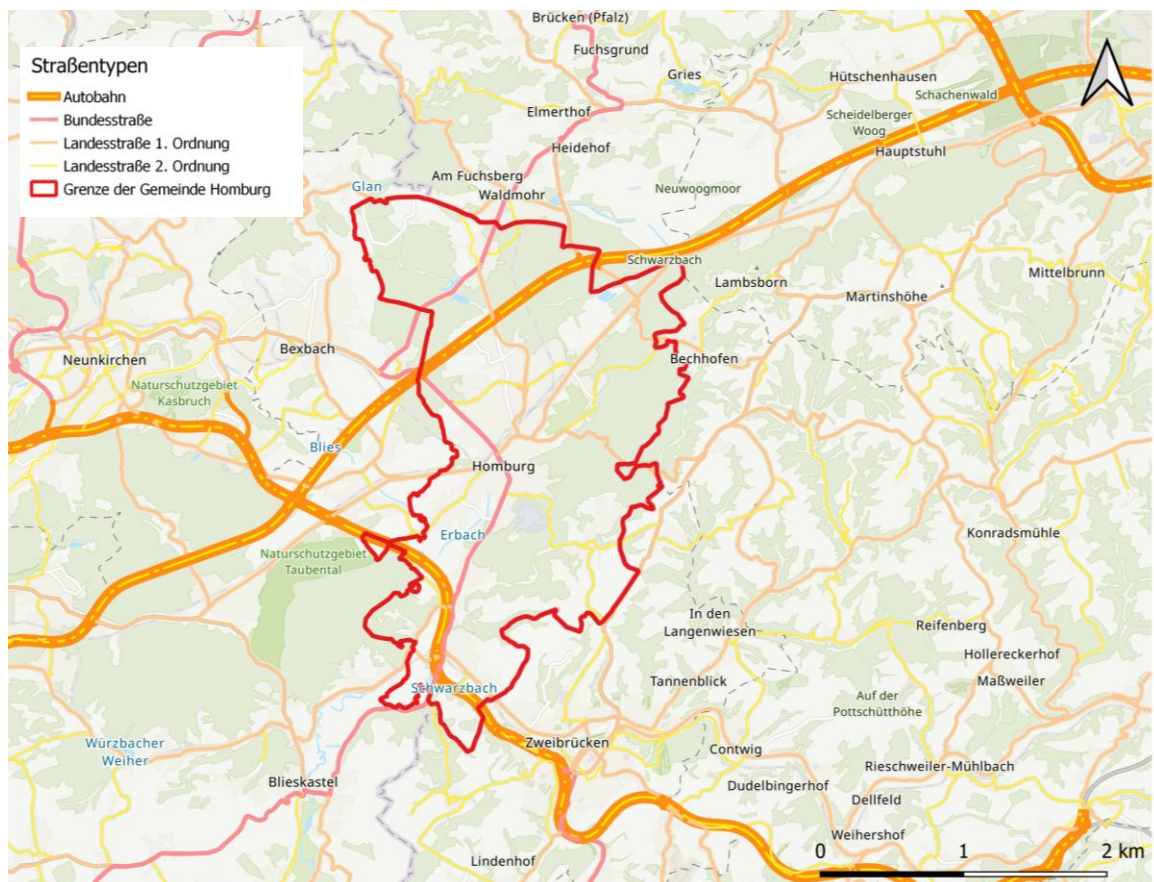 Straßentypen
Autobahn
Bundesstraße
Landesstraße 1. Ordnung
Landesstraße 2. Ordnung
Grenze der Gemeinde Homburg
Brücken (Pfalz)
Fuchsgrund
Gries
Hütschenhausen
Schachenwald
Elmerthof
Scheidelberger
Woog
Heidehof
Hauptstuhl
Am Fuchsberg
Glan
Waldmohr
Neuwoogmoor
Schwarzbach
Lambsborn
Mittelbrunn
Martinshöhe
Neunkirchen
Bexbach
Bechhofen
Naturschutzgebiet
Kasbruch
Blies
Homburg
Erbach
Konradsmühle
Naturschutzgebiet
Taubental
In den
Langenwiesen
Reifenberg
Hollereckerhof
Maßweiler
Tannenblick
Schwarzbach
Auf der
Pottschütthöhe
Würzbacher
Weiher
Zweibrücken
Contwig
Rieschweiler-Mühlbach
Blieskastel
Dudelbingerhof
Dellfeld
Weihershof
Lindenhof
0 1 2 km